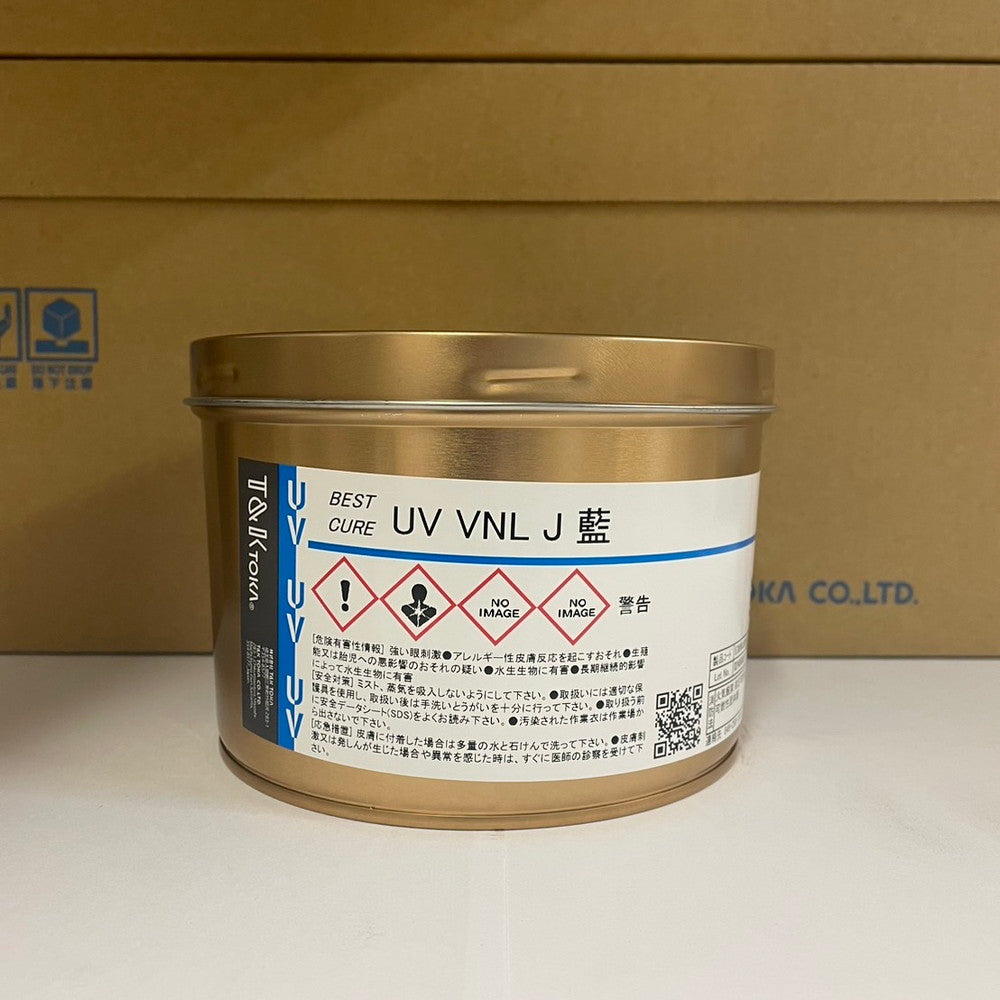 DO NOT DROP
落下注意
OKA CO.,LTD.
T&K TOKA®
UV
UV
UV
BEST
CURE
UV VNL J 藍
NO
IMAGE
NO
IMAGE
警告
[危険有害性情報] 強い眼刺激●アレルギー性皮膚反応を起こすおそれ●生殖
能又は胎児への悪影響のおそれの疑い●水生生物に有害●長期継続的影響
によって水生生物に有害
[安全対策] ミスト、蒸気を吸入しないようにして下さい。●取扱いには適切な保
護具を使用し、取扱い後は手洗いとうがいを十分に行って下さい。●取り扱う前
に安全データシート(SDS)をよくお読み下さい。●汚染された作業衣は作業場か
ら出さないで下さい。
[応急措置] 皮膚に付着した場合は多量の水と石けんで洗って下さい。●皮膚刺
激又は発しんが生じた場合や異常を感じた時は、すぐに医師の診察を受けて下
さい。
製品コード
Lot No.